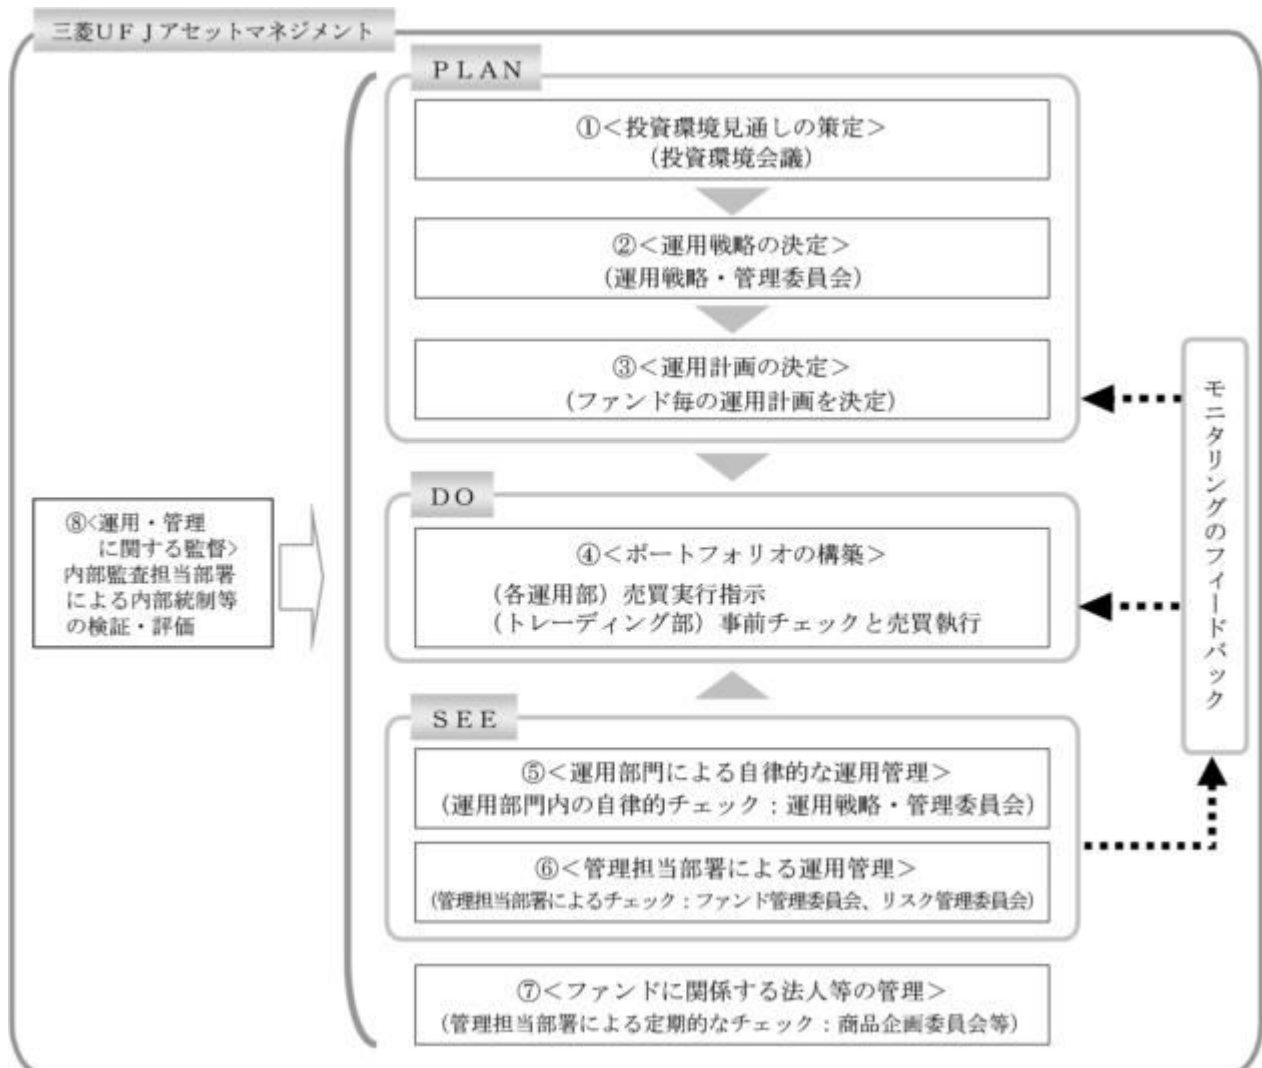 三菱UFJアセットマネジメント
PLAN
①<投資環境見通しの策定>
(投資環境会議)
②<運用戦略の決定>
(運用戦略・管理委員会)
③<運用計画の決定>
(ファンド毎の運用計画を決定)
DO
④<ポートフォリオの構築>
(各運用部)売買実行指示
(トレーディング部)事前チェックと売買執行
SEE
⑤<運用部門による自律的な運用管理>
(運用部門内の自律的チェック:運用戦略・管理委員会)
⑥<管理担当部署による運用管理>
(管理担当部署によるチェック:ファンド管理委員会、リスク管理委員会)
⑦<ファンドに関係する法人等の管理>
(管理担当部署による定期的なチェック:商品企画委員会等)
⑧<運用・管理
に関する監督>
内部監査担当部署
による内部統制等
の検証・評価
モニタリングのフィードバック